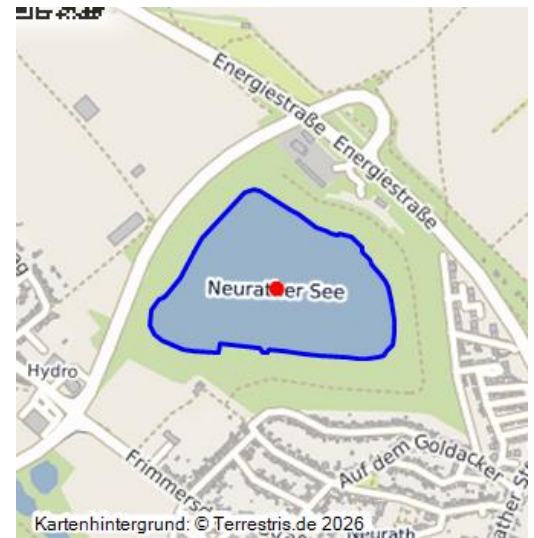 Energiestraße
Energiestraße
Neurather See
Hydro
Auf dem Goldacker
Kartenhintergrund: © Terrestris.de 2026